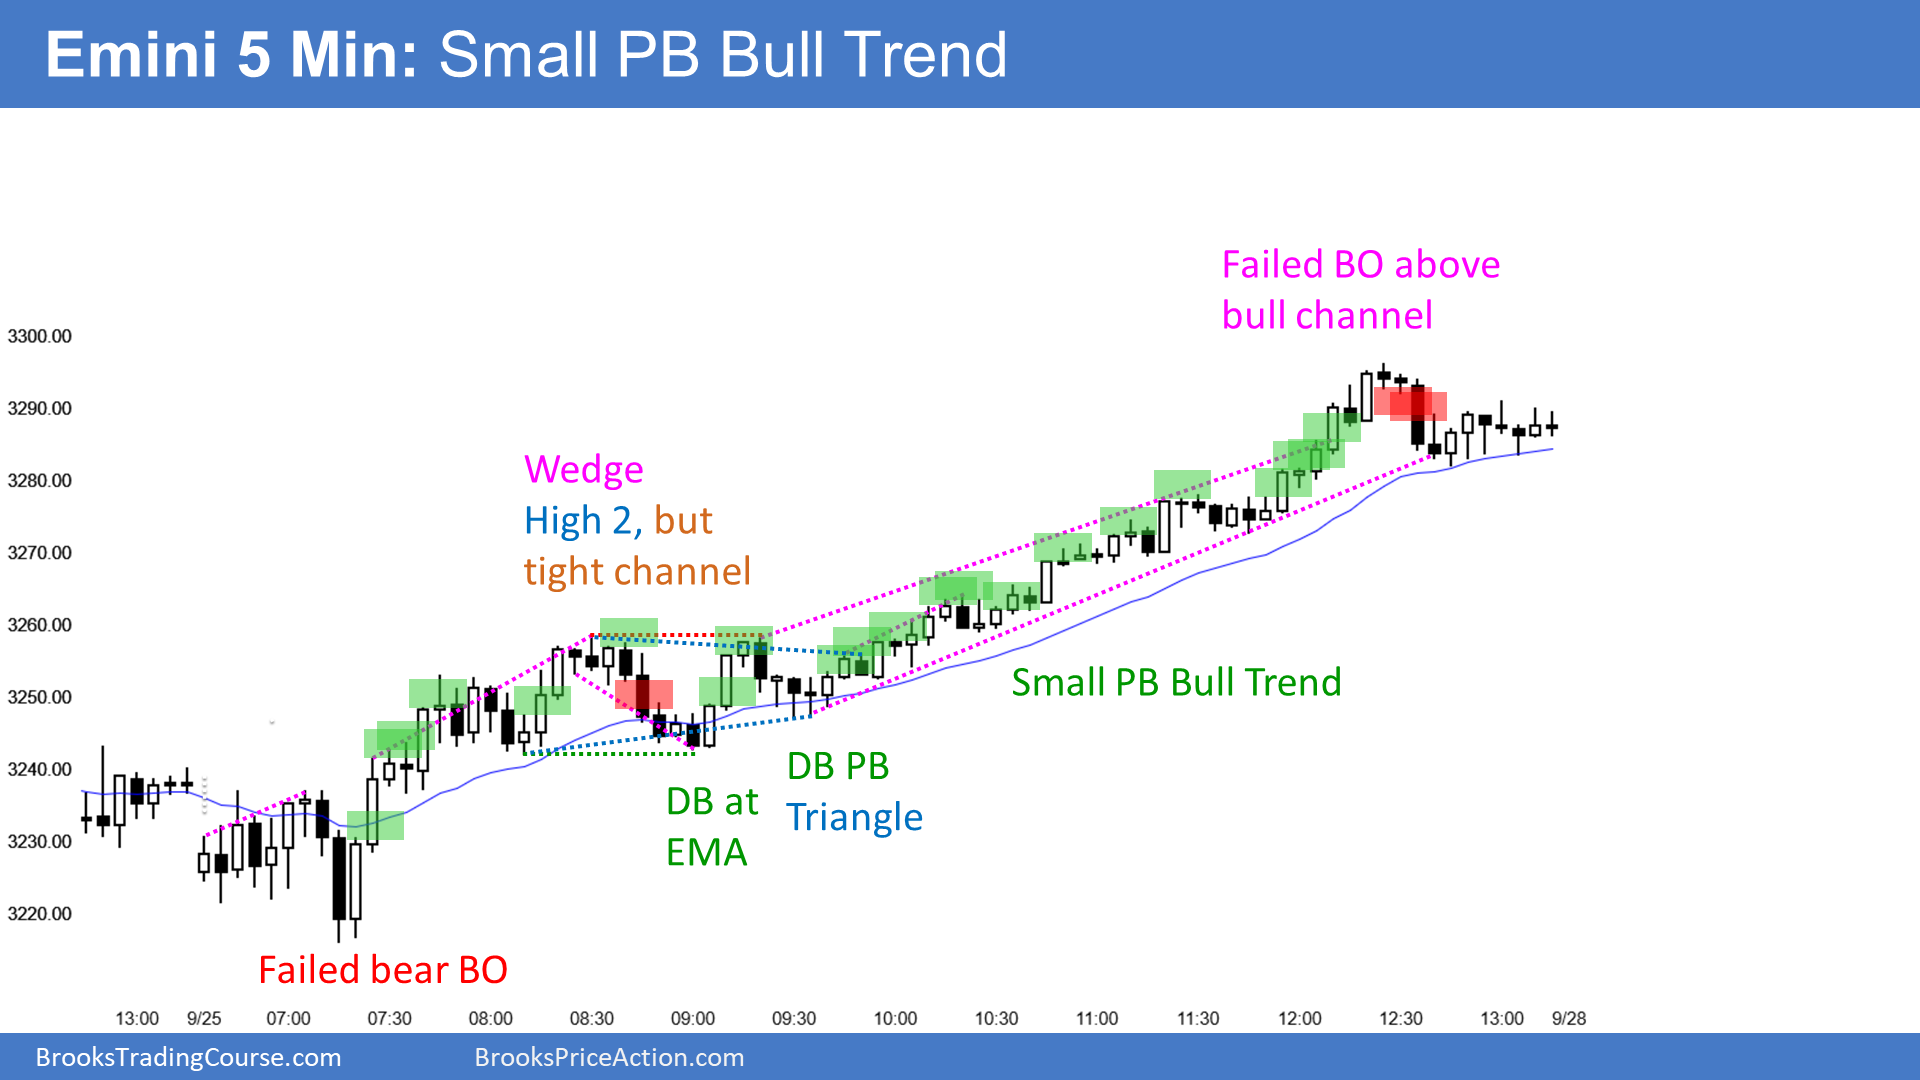 Emini 5 Min: Small PB Bull Trend
Failed BO above
bull channel
3300.00
3290.00
3280.00
3270.00
3260.00
3250.00
3240.00
3230.00
3220.00
Wedge
High 2, but
tight channel
Small PB Bull Trend
DB PB
Triangle
DB at
EMA
Failed bear BO
13:00 9/25 07:00 07:30 08:00 08:30 09:00 09:30 10:00 10:30 11:00 11:30 12:00 12:30 13:00 9/28
BrooksTradingCourse.com BrooksPriceAction.com